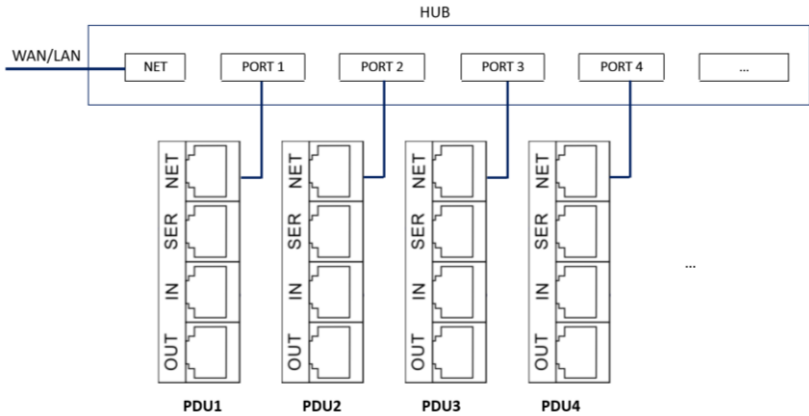 HUB
WAN/LAN
NET PORT 1 PORT 2 PORT 3 PORT 4 ...
NET NET NET NET
SER SER SER SER
...
IN IN IN IN
OUT OUT OUT OUT
PDU1 PDU2 PDU3 PDU4